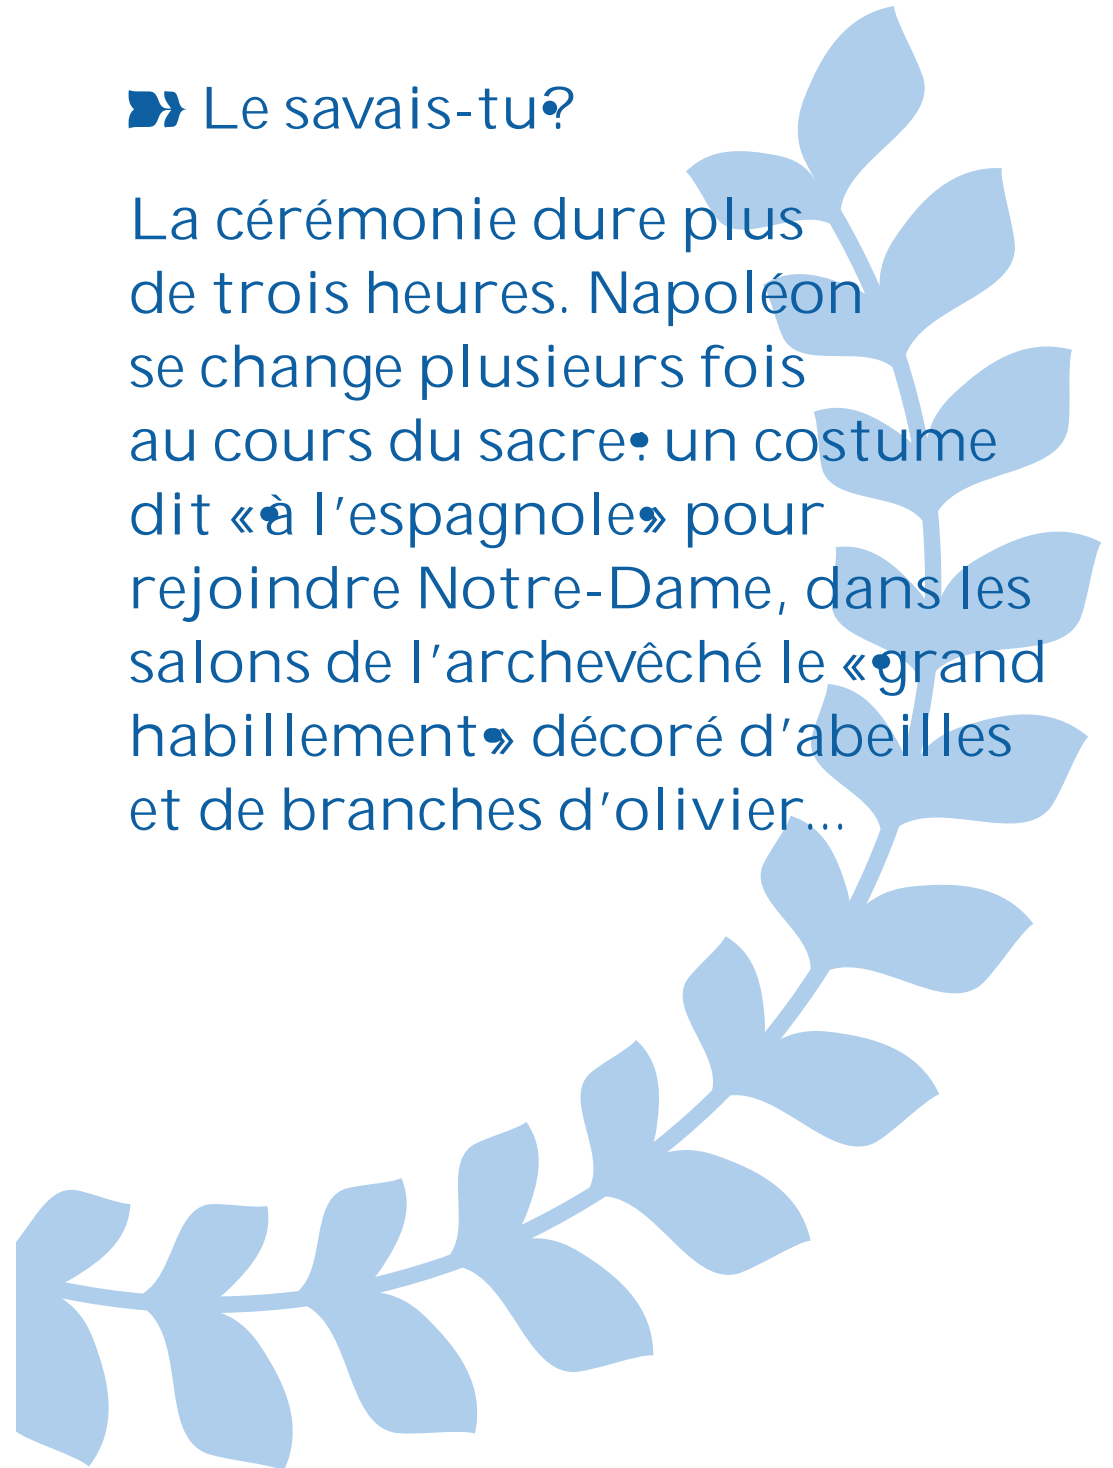 Le savais-tu ?
La cérémonie dure plus
de trois heures. Napoléon
se change plusieurs fois
au cours du sacre : un costume
dit « à l’espagnole » pour
rejoindre Notre-Dame, dans les
salons de l’archevêché le « grand
habillement » décoré d’abeilles
et de branches d’olivier...